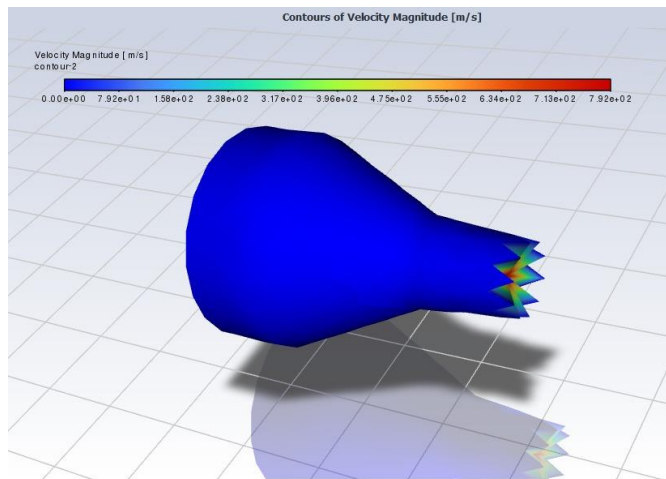 Contours of Velocity Magnitude [m/s]
Velocity Magnitude [ m/s ]
contour-2
0.00e+00 7.92e+01 1.58e+02 2.38e+02 3.17e+02 3.96e+02 4.75e+02 5.55e+02 6.34e+02 7.13e+02 7.92e+02